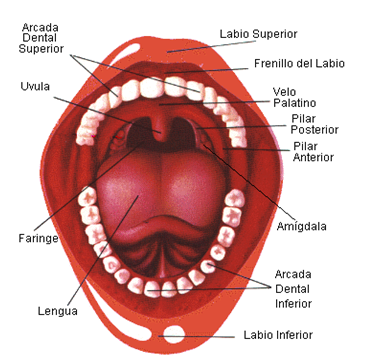 Arcada
Dental
Superior
Labio Superior
Frenillo del Labio
Uvula
Velo
Palatino
Pilar
Posterior
Pilar
Anterior
Amígdala
Faringe
Arcada
Dental
Inferior
Lengua
Labio Inferior